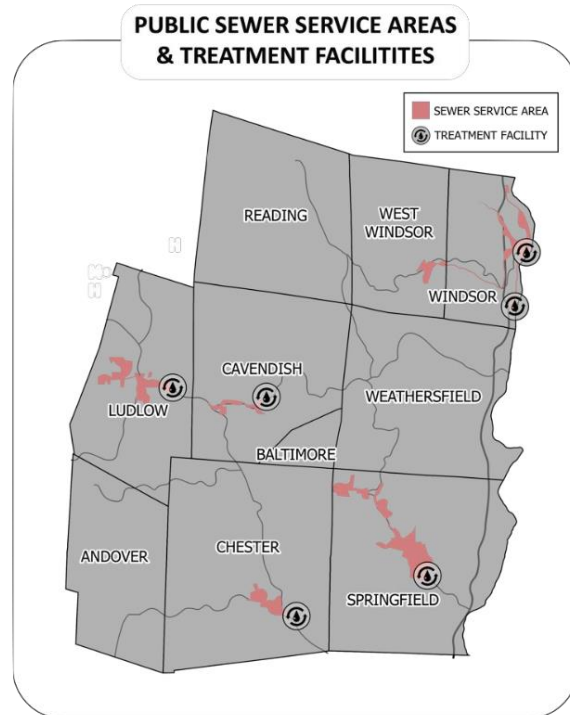 PUBLIC SEWER SERVICE AREAS
& TREATMENT FACILITITES
SEWER SERVICE AREA
TREATMENT FACILITY
READING
WEST
WINDSOR
WINDSOR
H
H
CAVENDISH
WEATHERSFIELD
LUDLOW
BALTIMORE
ANDOVER
CHESTER
SPRINGFIELD